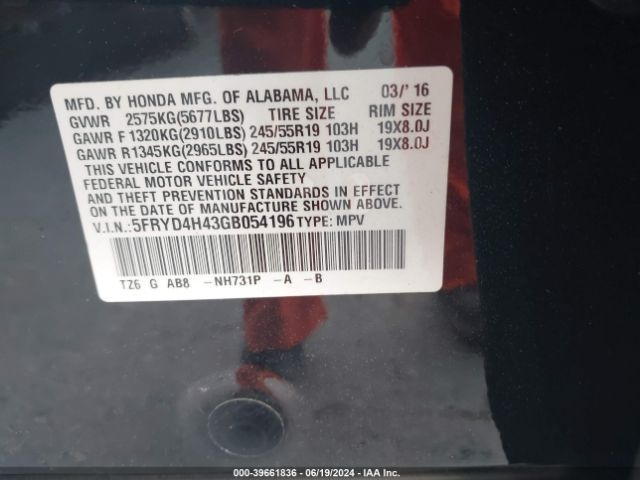 MFD. BY HONDA MFG. OF ALABAMA, LLC 03/' 16
GVWR 2575KG(5677LBS) TIRE SIZE RIM SIZE
GAWR F 1320KG(2910LBS) 245/55R19 103H 19X8.0J
GAWR R1345KG(2965LBS) 245/55R19 103H 19X8.0J
THIS VEHICLE CONFORMS TO ALL APPLICABLE
FEDERAL MOTOR VEHICLE SAFETY
AND THEFT PREVENTION STANDARDS IN EFFECT
ON THE DATE OF MANUFACTURE SHOWN ABOVE.
V.I.N.:5FRYD4H43GB054196 TYPE: MPV
TZ6 G AB8 -NH731P -A -B
000-39661836 - 06/19/2024 - IAA Inc.